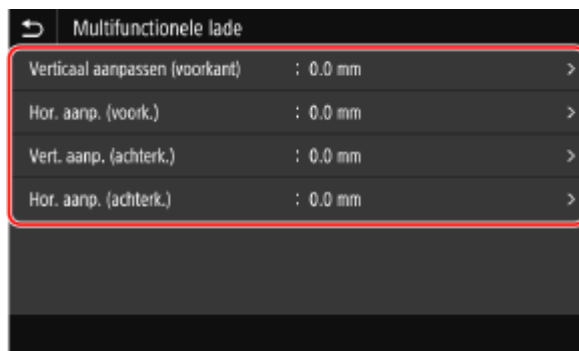 Multifunctionele lade
Verticaal aanpassen (voorkant) : 0.0 mm >
Hor. aanp. (voork.) : 0.0 mm >
Vert. aanp. (achterk.) : 0.0 mm >
Hor. aanp. (achterk.) : 0.0 mm >